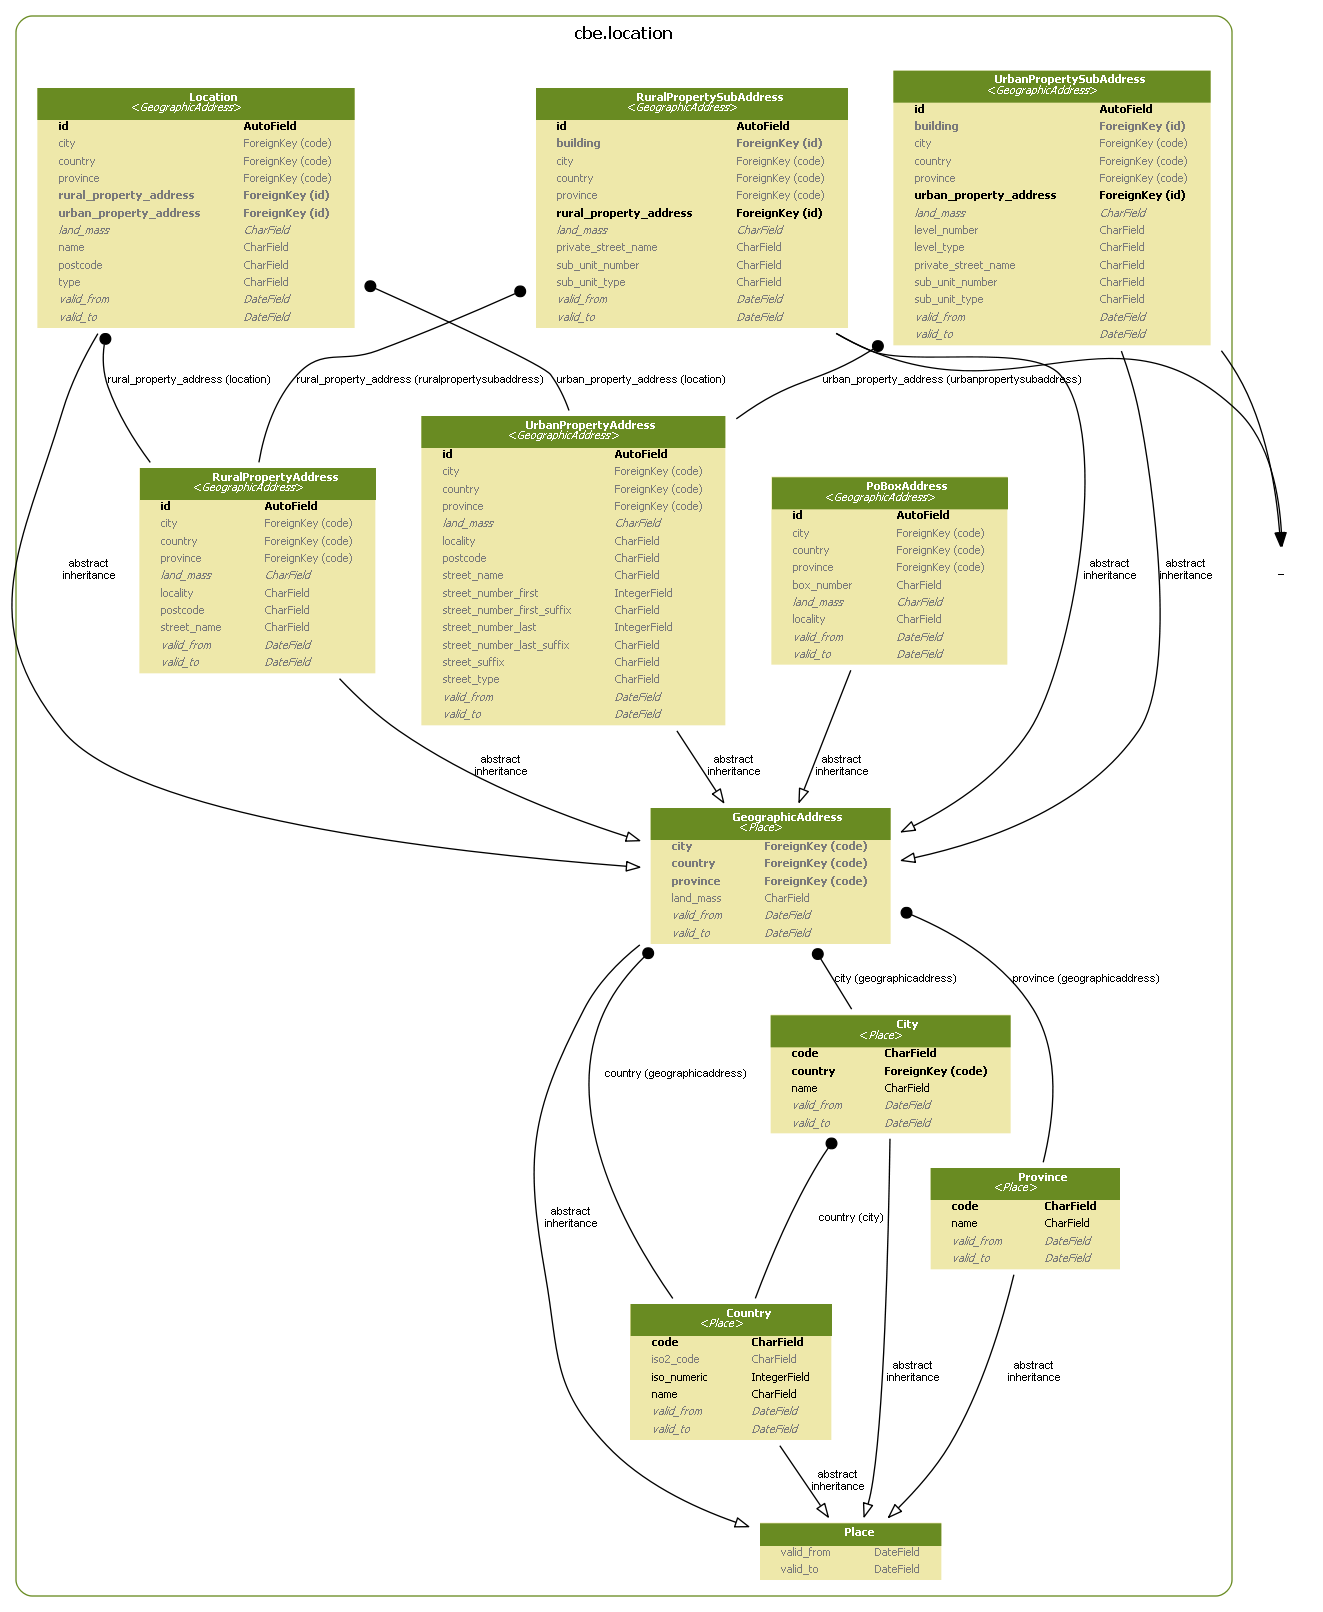 cbe.location
Location
<GeographicAddress>
id AutoField
city ForeignKey (code)
country ForeignKey (code)
province ForeignKey (code)
rural_property_address ForeignKey (id)
urban_property_address ForeignKey (id)
land_mass CharField
name CharField
postcode CharField
type CharField
valid_from DateField
valid_to DateField
RuralPropertySubAddress
<GeographicAddress>
id AutoField
building ForeignKey (id)
city ForeignKey (code)
country ForeignKey (code)
province ForeignKey (code)
rural_property_address ForeignKey (id)
land_mass CharField
private_street_name CharField
sub_unit_number CharField
sub_unit_type CharField
valid_from DateField
valid_to DateField
UrbanPropertySubAddress
<GeographicAddress>
id AutoField
building ForeignKey (id)
city ForeignKey (code)
country ForeignKey (code)
province ForeignKey (code)
urban_property_address ForeignKey (id)
land_mass CharField
level_number CharField
level_type CharField
private_street_name CharField
sub_unit_number CharField
sub_unit_type CharField
valid_from DateField
valid_to DateField
rural_property_address (location)
rural_property_address (ruralpropertysubaddress)
urban_property_address (location)
urban_property_address (urbanpropertysubaddress)
RuralPropertyAddress
<GeographicAddress>
id AutoField
city ForeignKey (code)
country ForeignKey (code)
province ForeignKey (code)
land_mass CharField
locality CharField
postcode CharField
street_name CharField
valid_from DateField
valid_to DateField
UrbanPropertyAddress
<GeographicAddress>
id AutoField
city ForeignKey (code)
country ForeignKey (code)
province ForeignKey (code)
land_mass CharField
locality CharField
postcode CharField
street_name CharField
street_number_first IntegerField
street_number_first_suffix CharField
street_number_last IntegerField
street_number_last_suffix CharField
street_suffix CharField
street_type CharField
valid_from DateField
valid_to DateField
PoBoxAddress
<GeographicAddress>
id AutoField
city ForeignKey (code)
country ForeignKey (code)
province ForeignKey (code)
box_number CharField
land_mass CharField
locality CharField
valid_from DateField
valid_to DateField
abstract
inheritance
abstract
inheritance
abstract
inheritance
_
abstract
inheritance
abstract
inheritance
abstract
inheritance
GeographicAddress
<Place>
city ForeignKey (code)
country ForeignKey (code)
province ForeignKey (code)
land_mass CharField
valid_from DateField
valid_to DateField
city (geographicaddress)
province (geographicaddress)
country (geographicaddress)
City
<Place>
code CharField
country ForeignKey (code)
name CharField
valid_from DateField
valid_to DateField
Province
<Place>
code CharField
name CharField
valid_from DateField
valid_to DateField
abstract
inheritance
country (city)
Country
<Place>
code CharField
iso2_code CharField
iso_numeric IntegerField
name CharField
valid_from DateField
valid_to DateField
abstract
inheritance
abstract
inheritance
abstract
inheritance
Place
valid_from DateField
valid_to DateField